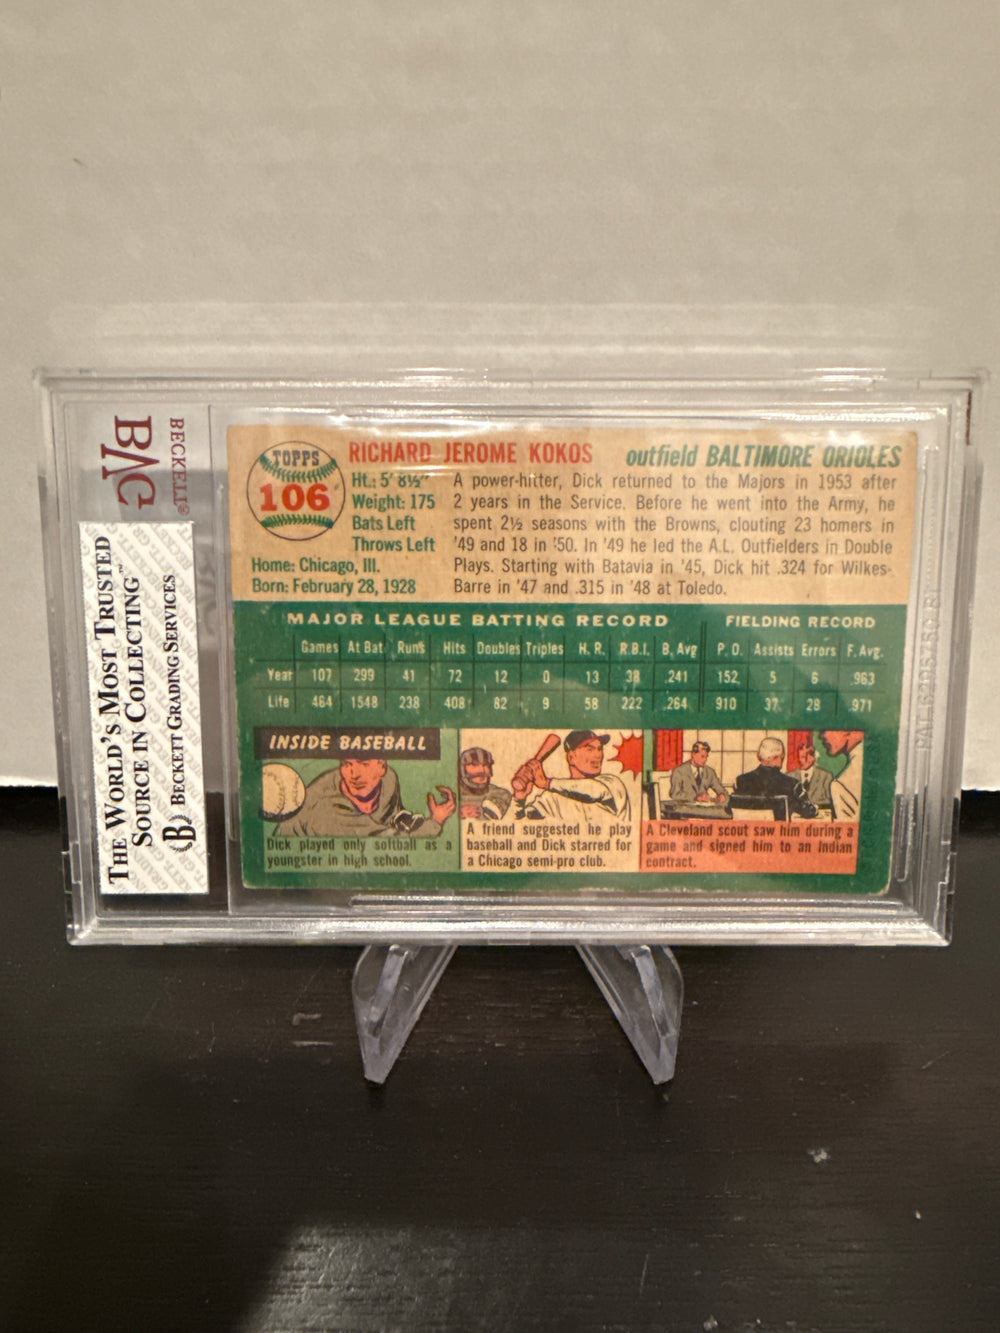 BVG
BECKETT®
THE WORLD'S MOST TRUSTED
SOURCE IN COLLECTING™
BECKETT GRADING SERVICES
TOPPS
106
RICHARD JEROME KOKOS
outfield BALTIMORE ORIOLES
Ht.: 5' 8½"
Weight: 175
Bats Left
Throws Left
Home: Chicago, Ill.
Born: February 28, 1928
A power-hitter, Dick returned to the Majors in 1953 after
2 years in the Service. Before he went into the Army, he
spent 2½ seasons with the Browns, clouting 23 homers in
'49 and 18 in '50. In '49 he led the A.L. Outfielders in Double
Plays. Starting with Batavia in '45, Dick hit .324 for Wilkes-
Barre in '47 and .315 in '48 at Toledo.
MAJOR LEAGUE BATTING RECORD FIELDING RECORD
Games At Bat Runs Hits Doubles Triples H. R. R.B.I. B. Avg P. O. Assists Errors F. Avg.
Year 107 299 41 72 12 0 13 38 .241 152 5 6 .963
Life 464 1548 238 408 82 9 58 222 .264 910 37 28 .971
INSIDE BASEBALL
Dick played only softball as a
youngster in high school.
A friend suggested he play
baseball and Dick starred for
a Chicago semi-pro club.
A Cleveland scout saw him during a
game and signed him to an Indian
contract.